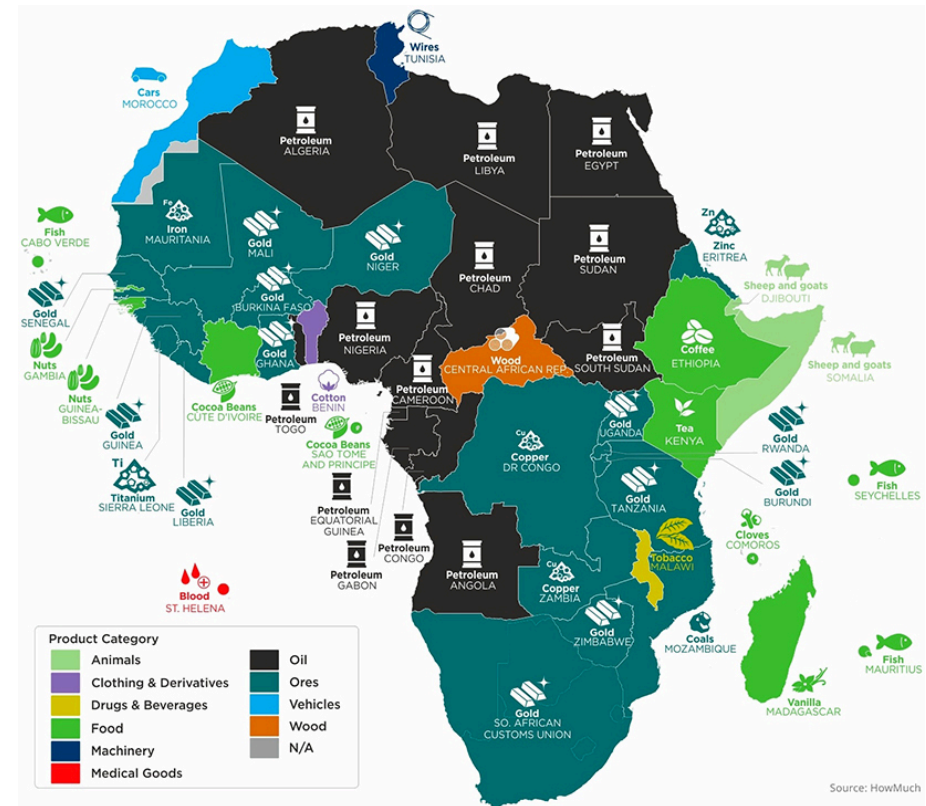 Wires
TUNISIA
Cars
MOROCCO
Petroleum
ALGERIA
Petroleum
LIBYA
Petroleum
EGYPT
Fe
Iron
MAURITANIA
Gold
MALI
Gold
NIGER
Petroleum
CHAD
Petroleum
SUDAN
Zn
Zinc
ERITREA
Fish
CABO VERDE
Gold
SENEGAL
Gold
BURKINA FASO
Sheep and goats
DJIBOUTI
Nuts
GAMBIA
Gold
GHANA
Petroleum
NIGERIA
Wood
CENTRAL AFRICAN REP.
Petroleum
SOUTH SUDAN
Coffee
ETHIOPIA
Sheep and goats
SOMALIA
Nuts
GUINEA-
BISSAU
Cocoa Beans
CÙTE D'IVOIRE
Petroleum
TOGO
Cotton
BENIN
Petroleum
CAMEROON
Gold
UGANDA
Tea
KENYA
Gold
GUINEA
Cocoa Beans
SAO TOME
AND PRINCIPE
Cu
Copper
DR CONGO
Gold
RWANDA
Ti
Titanium
SIERRA LEONE
Gold
LIBERIA
Petroleum
EQUATORIAL
GUINEA
Gold
TANZANIA
Gold
BURUNDI
Fish
SEYCHELLES
Petroleum
CONGO
Petroleum
GABON
Petroleum
ANGOLA
Tobacco
MALAWI
Cloves
COMOROS
Blood
ST. HELENA
Cu
Copper
ZAMBIA
Gold
ZIMBABWE
Coals
MOZAMBIQUE
Fish
MAURITIUS
Vanilla
MADAGASCAR
Gold
SO. AFRICAN
CUSTOMS UNION
Product Category
Animals
Clothing & Derivatives
Drugs & Beverages
Food
Machinery
Medical Goods
Oil
Ores
Vehicles
Wood
N/A
Source: HowMuch